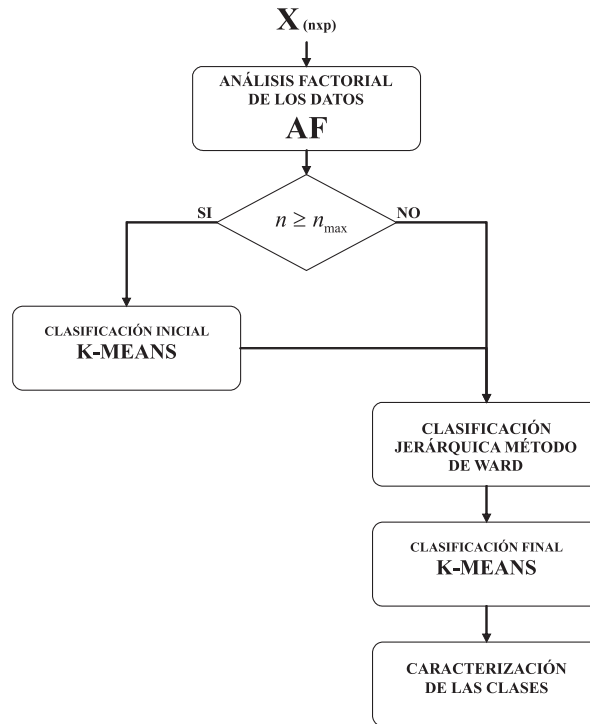 X (nxp)
ANÁLISIS FACTORIAL
DE LOS DATOS
AF
SI
n ≥ nmax
NO
CLASIFICACIÓN INICIAL
K-MEANS
CLASIFICACIÓN
JERÁRQUICA MÉTODO
DE WARD
CLASIFICACIÓN FINAL
K-MEANS
CARACTERIZACIÓN
DE LAS CLASES